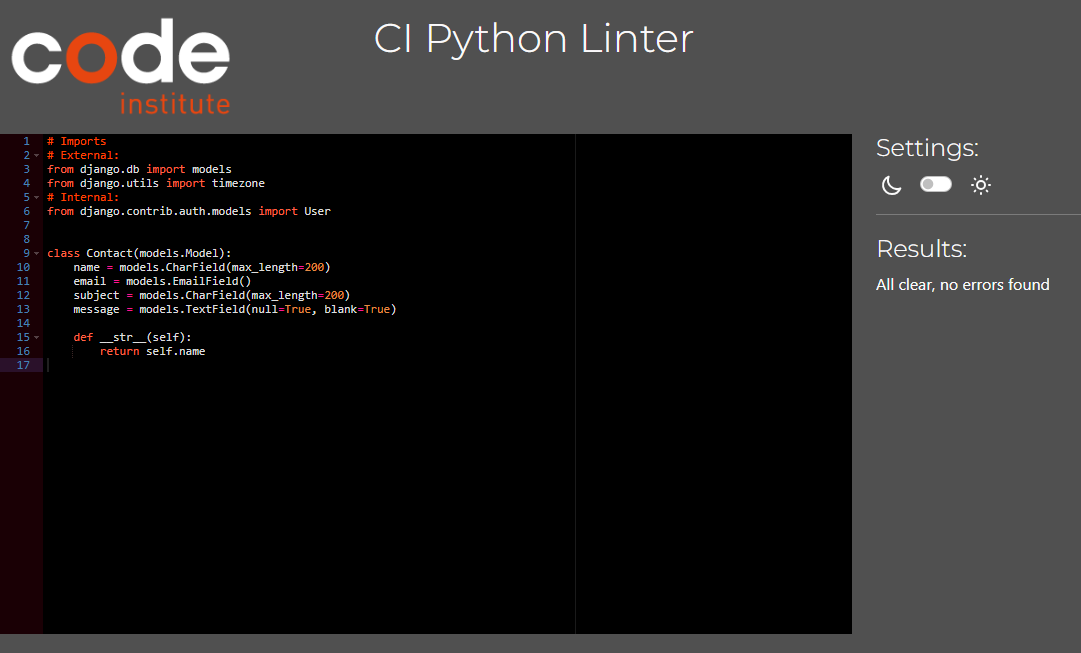 code
institute
CI Python Linter
1 # Imports
2 # External:
3 from django.db import models
4 from django.utils import timezone
5 # Internal:
6 from django.contrib.auth.models import User
7
8
9 class Contact(models.Model):
10     name = models.CharField(max_length=200)
11     email = models.EmailField()
12     subject = models.CharField(max_length=200)
13     message = models.TextField(null=True, blank=True)
14
15     def __str__(self):
16         return self.name
17
Settings:
Results:
All clear, no errors found